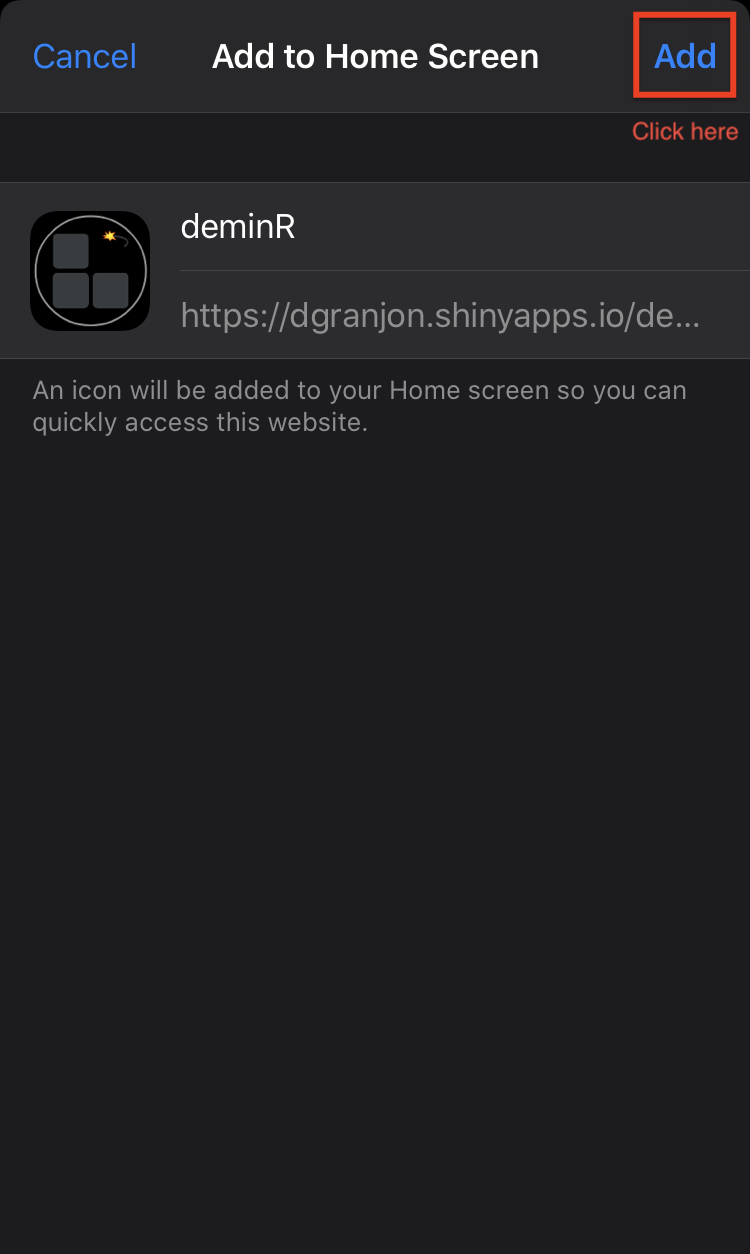 Cancel
Add to Home Screen
Add
Click here
deminR
https://dgranjon.shinyapps.io/de...
An icon will be added to your Home screen so you can
quickly access this website.